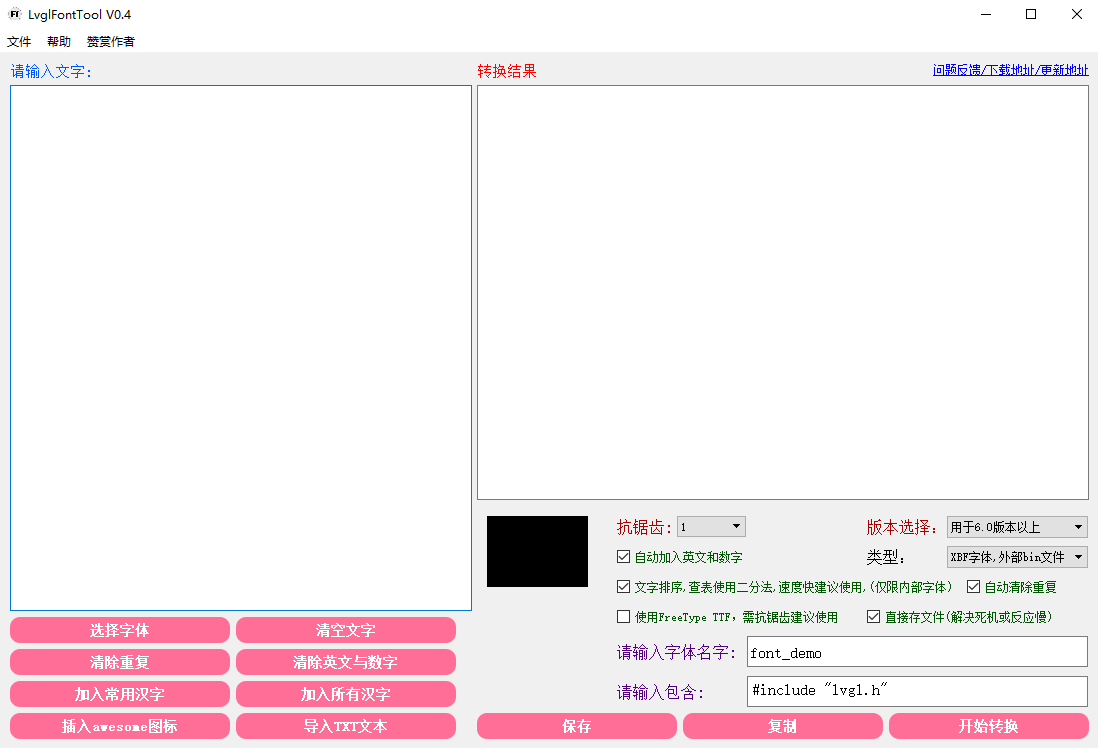 LvglFontTool V0.4
文件 帮助 赞赏作者
请输入文字:
转换结果 问题反馈/下载地址/更新地址
抗锯齿: 1 版本选择: 用于6.0版本以上
自动加入英文和数字 类型: XBF字体,外部bin文件
文字排序,查表使用二分法,速度快建议使用,(仅限内部字体) 自动清除重复
使用FreeType TTF，需抗锯齿建议使用 直接存文件(解决死机或反应慢)
请输入字体名字: font_demo
请输入包含: #include "lvgl.h"
选择字体 清空文字
清除重复 清除英文与数字
加入常用汉字 加入所有汉字
插入awesome图标 导入TXT文本 保存 复制 开始转换